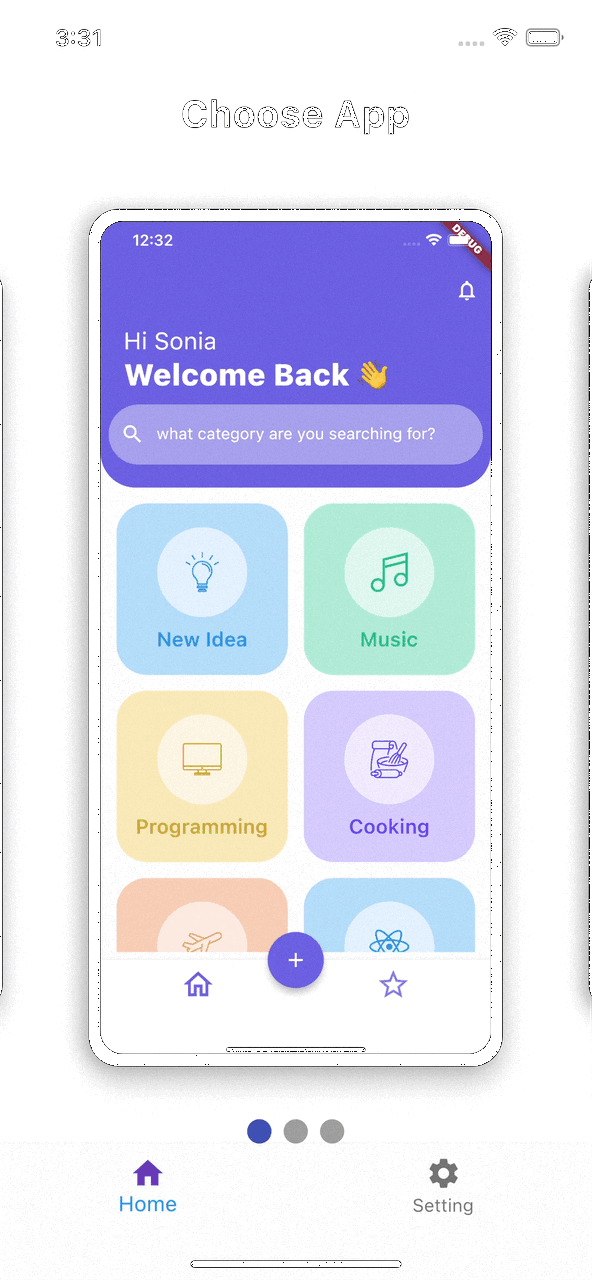 3:31
Choose App
12:32
DEBUG
Hi Sonia
Welcome Back 👋
what category are you searching for?
New Idea
Music
Programming
Cooking
Home
Setting